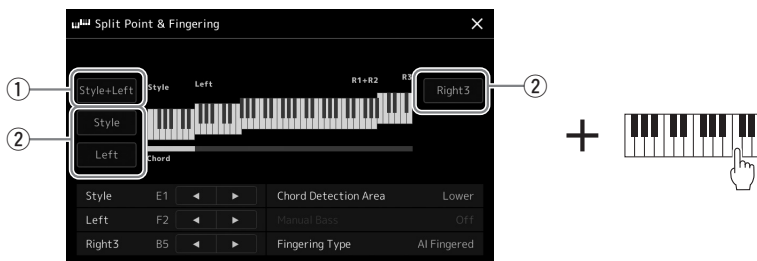 Split Point & Fingering ×
Style Left R1+R2 R3
① Style+Left Right3 ②
Style
② Left
Chord
Style E1 ◄ ► Chord Detection Area Lower
Left F2 ◄ ► Manual Bass Off
Right3 B5 ◄ ► Fingering Type AI Fingered
+